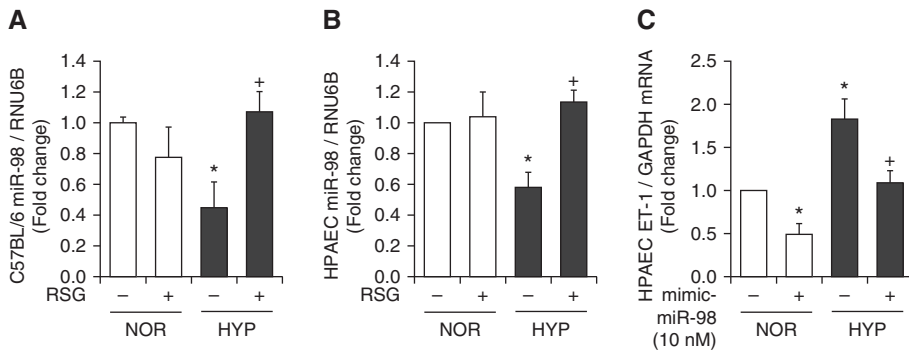 A
C57BL/6 miR-98 / RNU6B
(Fold change)
1.4
1.2
1.0
0.8
0.6
0.4
0.2
0.0
*
+
RSG – + – +
NOR HYP
B
HPAEC miR-98 / RNU6B
(Fold change)
1.4
1.2
1.0
0.8
0.6
0.4
0.2
0.0
*
+
RSG – + – +
NOR HYP
C
HPAEC ET-1 / GAPDH mRNA
(Fold change)
2.5
2.0
1.5
1.0
0.5
0.0
*
*
+
mimic- – + – +
miR-98
(10 nM)
NOR HYP